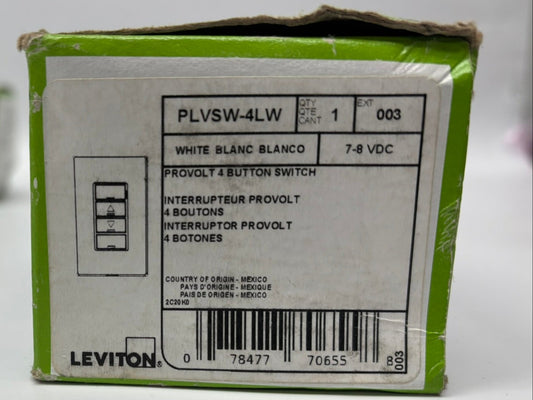 PLVSW-4LW
QTY
QTE
CANT
1
EXT
003
WHITE BLANC BLANCO
7-8 VDC
PROVOLT 4 BUTTON SWITCH
INTERRUPTEUR PROVOLT
4 BOUTONS
INTERRUPTOR PROVOLT
4 BOTONES
COUNTRY OF ORIGIN - MEXICO
PAYS D'ORIGINE - MEXIQUE
PAIS DE ORIGEN - MEXICO
2C20H0
LEVITON®
0 78477 70655 8
003